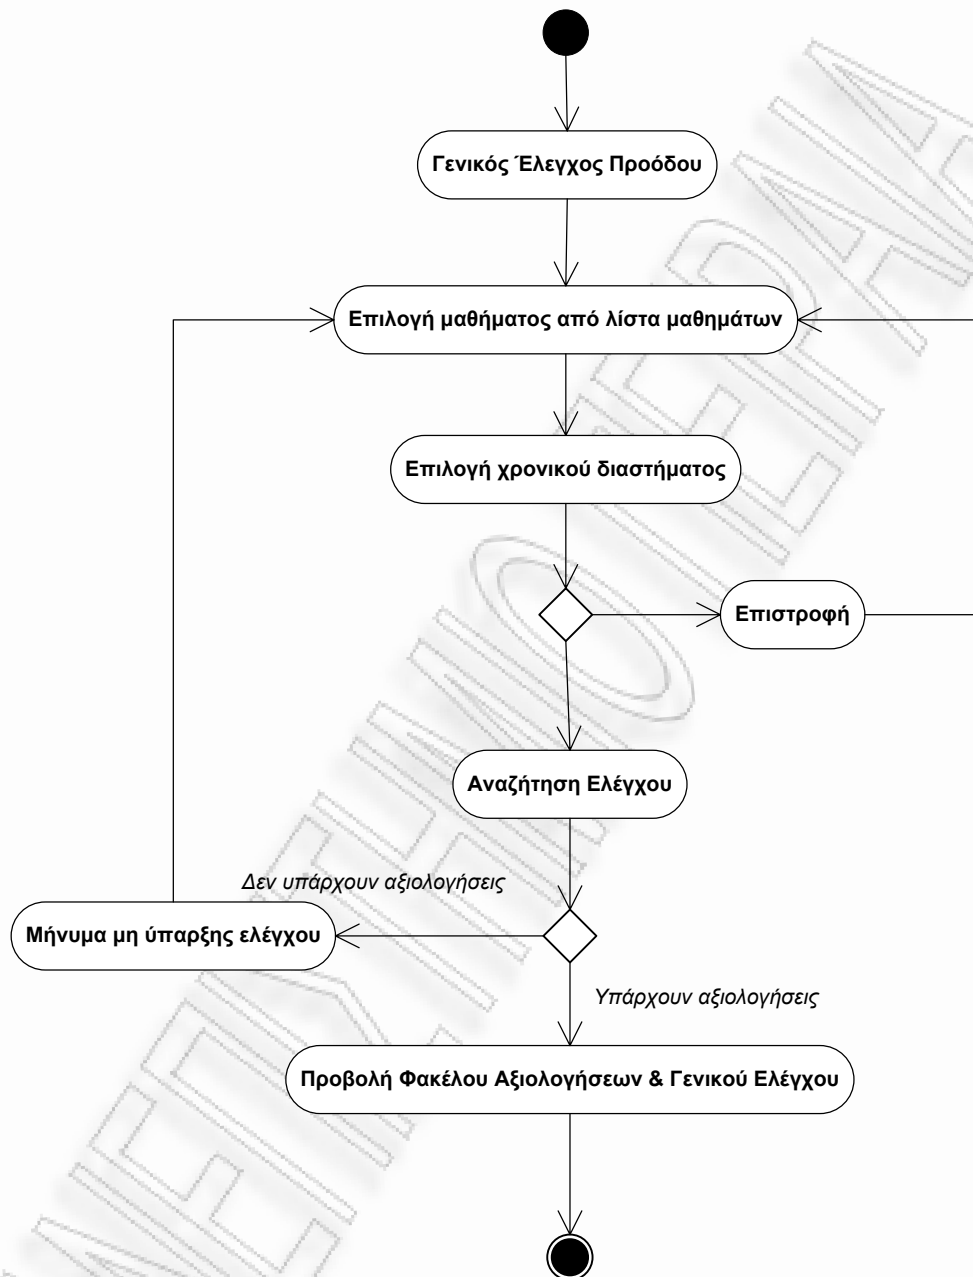 Γενικός Έλεγχος Προόδου
Επιλογή μαθήματος από λίστα μαθημάτων
Επιλογή χρονικού διαστήματος
Επιστροφή
Αναζήτηση Ελέγχου
Δεν υπάρχουν αξιολογήσεις
Μήνυμα μη ύπαρξης ελέγχου
Υπάρχουν αξιολογήσεις
Προβολή Φακέλου Αξιολογήσεων & Γενικού Ελέγχου